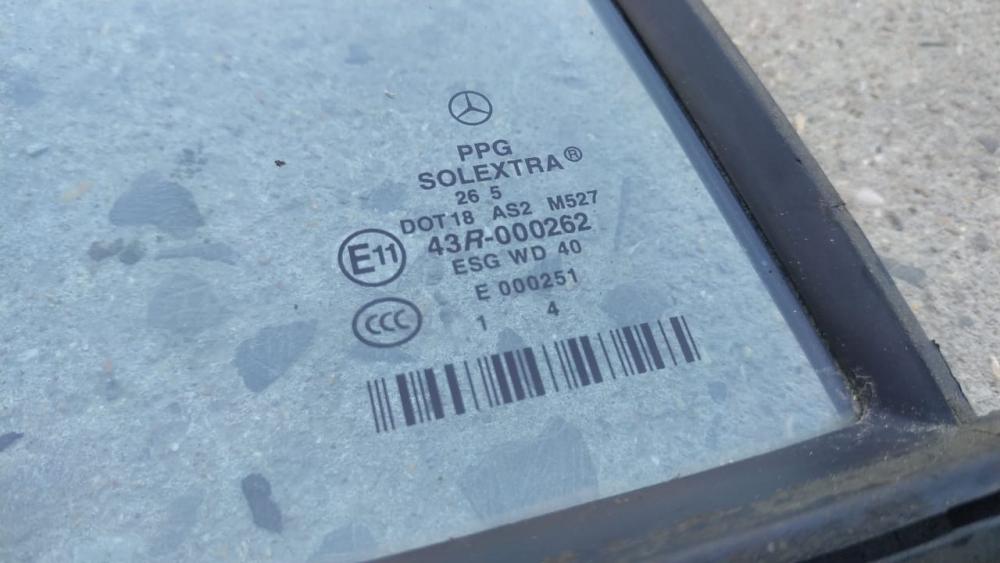 PPG
SOLEXTRA®
26 5
DOT18 AS2 M527
E11 43R-000262
ESG WD 40
E 000251
CCC
1 4